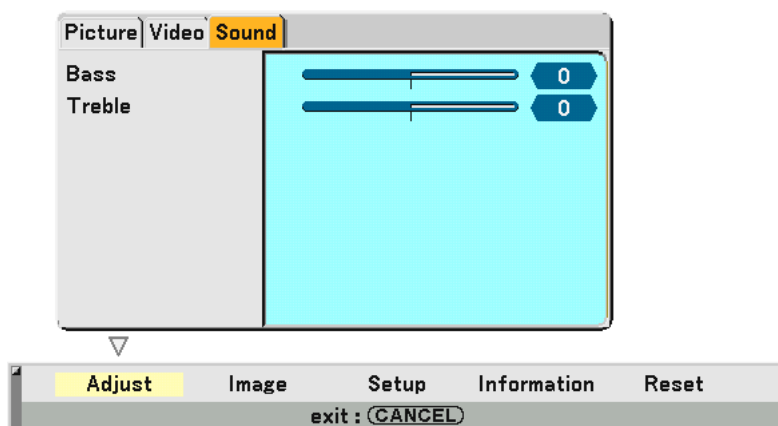 Picture Video Sound
Bass 0
Treble 0
Adjust Image Setup Information Reset
exit : CANCEL